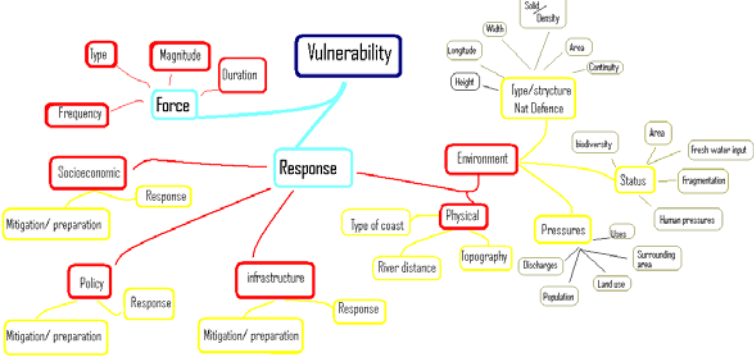 Solid
Density
Width
Longitude
Area
Continuity
Height
Type/strycture
Nat Defence
Type
Magnitude
Duration
Frequency
Force
Vulnerability
Socioeconomic
Response
Mitigation/ preparation
Response
Environment
biodiversity
Area
Fresh water input
Status
Fragmentation
Human pressures
Physical
Type of coast
River distance
Topography
Pressures
Uses
Surrounding
area
Discharges
Land use
Population
Policy
Response
Mitigation/ preparation
infrastructure
Response
Mitigation/ preparation